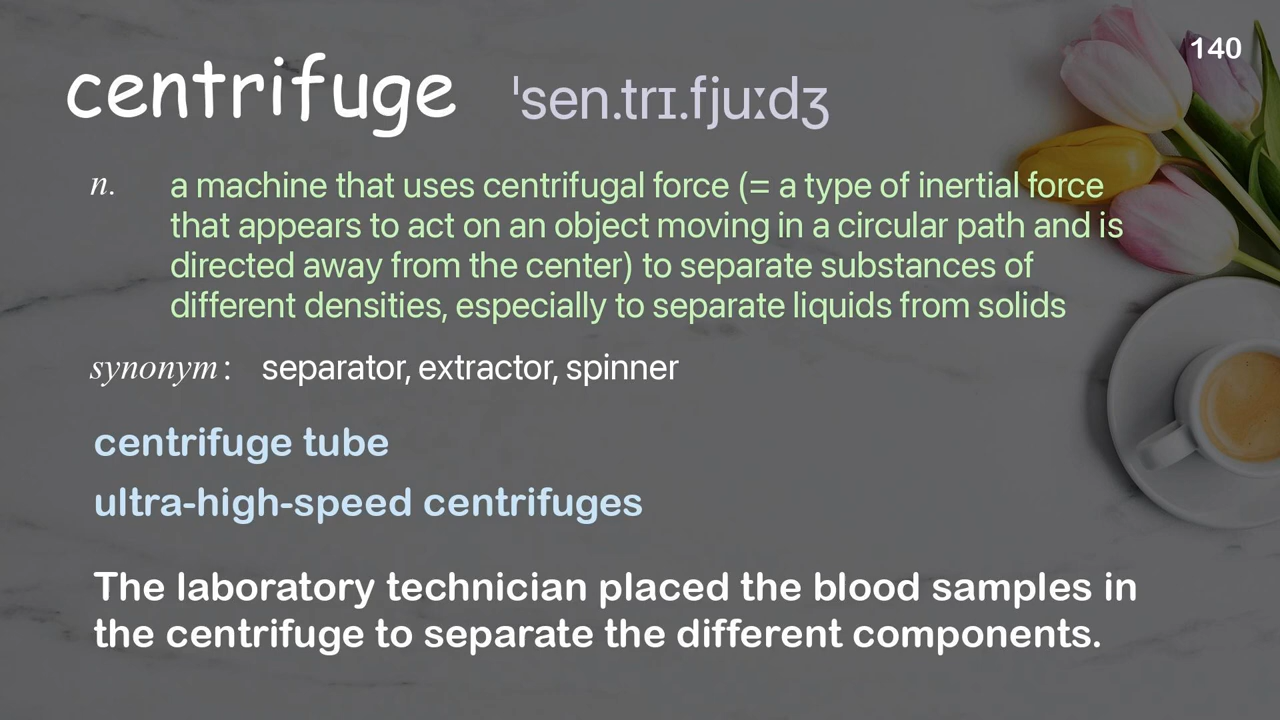 140
centrifuge ˈsen.trɪ.fjuːdʒ
n. a machine that uses centrifugal force (= a type of inertial force
that appears to act on an object moving in a circular path and is
directed away from the center) to separate substances of
different densities, especially to separate liquids from solids
synonym: separator, extractor, spinner
centrifuge tube
ultra-high-speed centrifuges
The laboratory technician placed the blood samples in
the centrifuge to separate the different components.